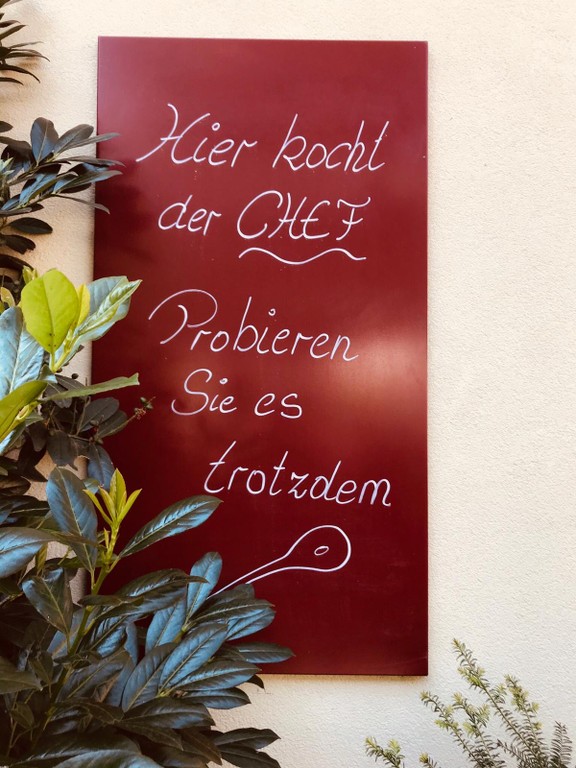 Hier kocht
der CHEF
Probieren
Sie es
trotzdem